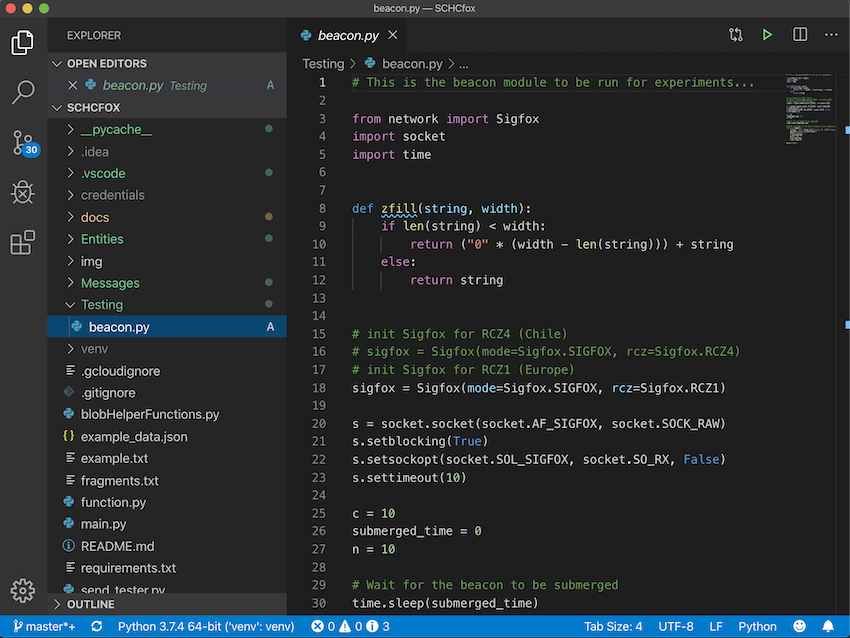 beacon.py — SCHCfox
EXPLORER
OPEN EDITORS
beacon.py Testing A
SCHCFOX
__pycache__
.idea
.vscode
credentials
docs
Entities
img
Messages
Testing
beacon.py A
venv
.gcloudignore
.gitignore
blobHelperFunctions.py
example_data.json
example.txt
fragments.txt
function.py
main.py
README.md
requirements.txt
send_tester.py
OUTLINE
30
beacon.py
Testing > beacon.py > ...
1 # This is the beacon module to be run for experiments...
2
3 from network import Sigfox
4 import socket
5 import time
6
7
8 def zfill(string, width):
9 if len(string) < width:
10 return ("0" * (width - len(string))) + string
11 else:
12 return string
13
14
15 # init Sigfox for RCZ4 (Chile)
16 # sigfox = Sigfox(mode=Sigfox.SIGFOX, rcz=Sigfox.RCZ4)
17 # init Sigfox for RCZ1 (Europe)
18 sigfox = Sigfox(mode=Sigfox.SIGFOX, rcz=Sigfox.RCZ1)
19
20 s = socket.socket(socket.AF_SIGFOX, socket.SOCK_RAW)
21 s.setblocking(True)
22 s.setsockopt(socket.SOL_SIGFOX, socket.SO_RX, False)
23 s.settimeout(10)
24
25 c = 10
26 submerged_time = 0
27 n = 10
28
29 # Wait for the beacon to be submerged
30 time.sleep(submerged_time)
master*+ Python 3.7.4 64-bit ('venv': venv) 0 0 3 Tab Size: 4 UTF-8 LF Python